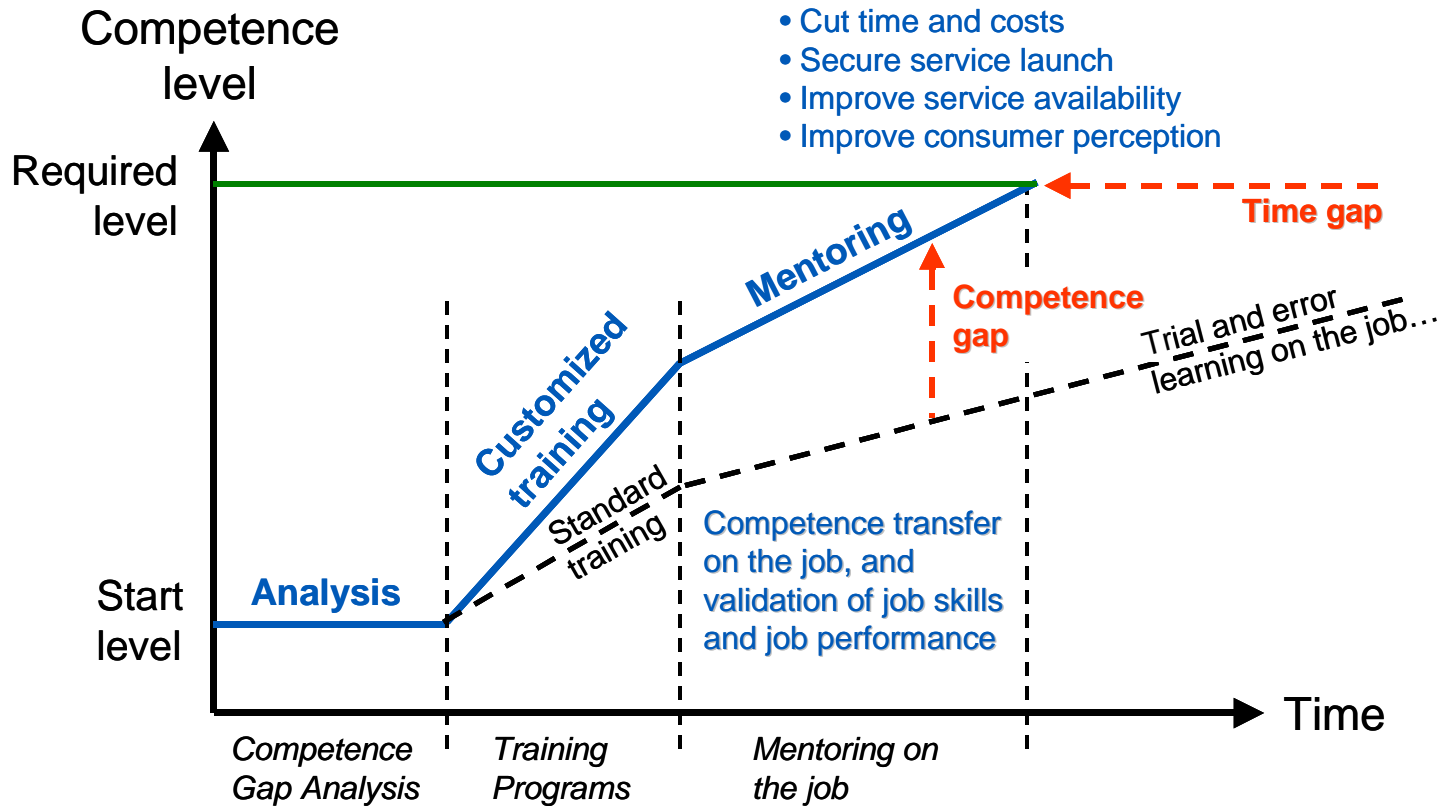 Competence
level
• Cut time and costs
• Secure service launch
• Improve service availability
• Improve consumer perception
Required
level
Time gap
Mentoring
Competence
gap
Trial and error
learning on the job…
Customized
training
Standard
training
Competence transfer
on the job, and
validation of job skills
and job performance
Analysis
Start
level
Time
Competence
Gap Analysis
Training
Programs
Mentoring on
the job